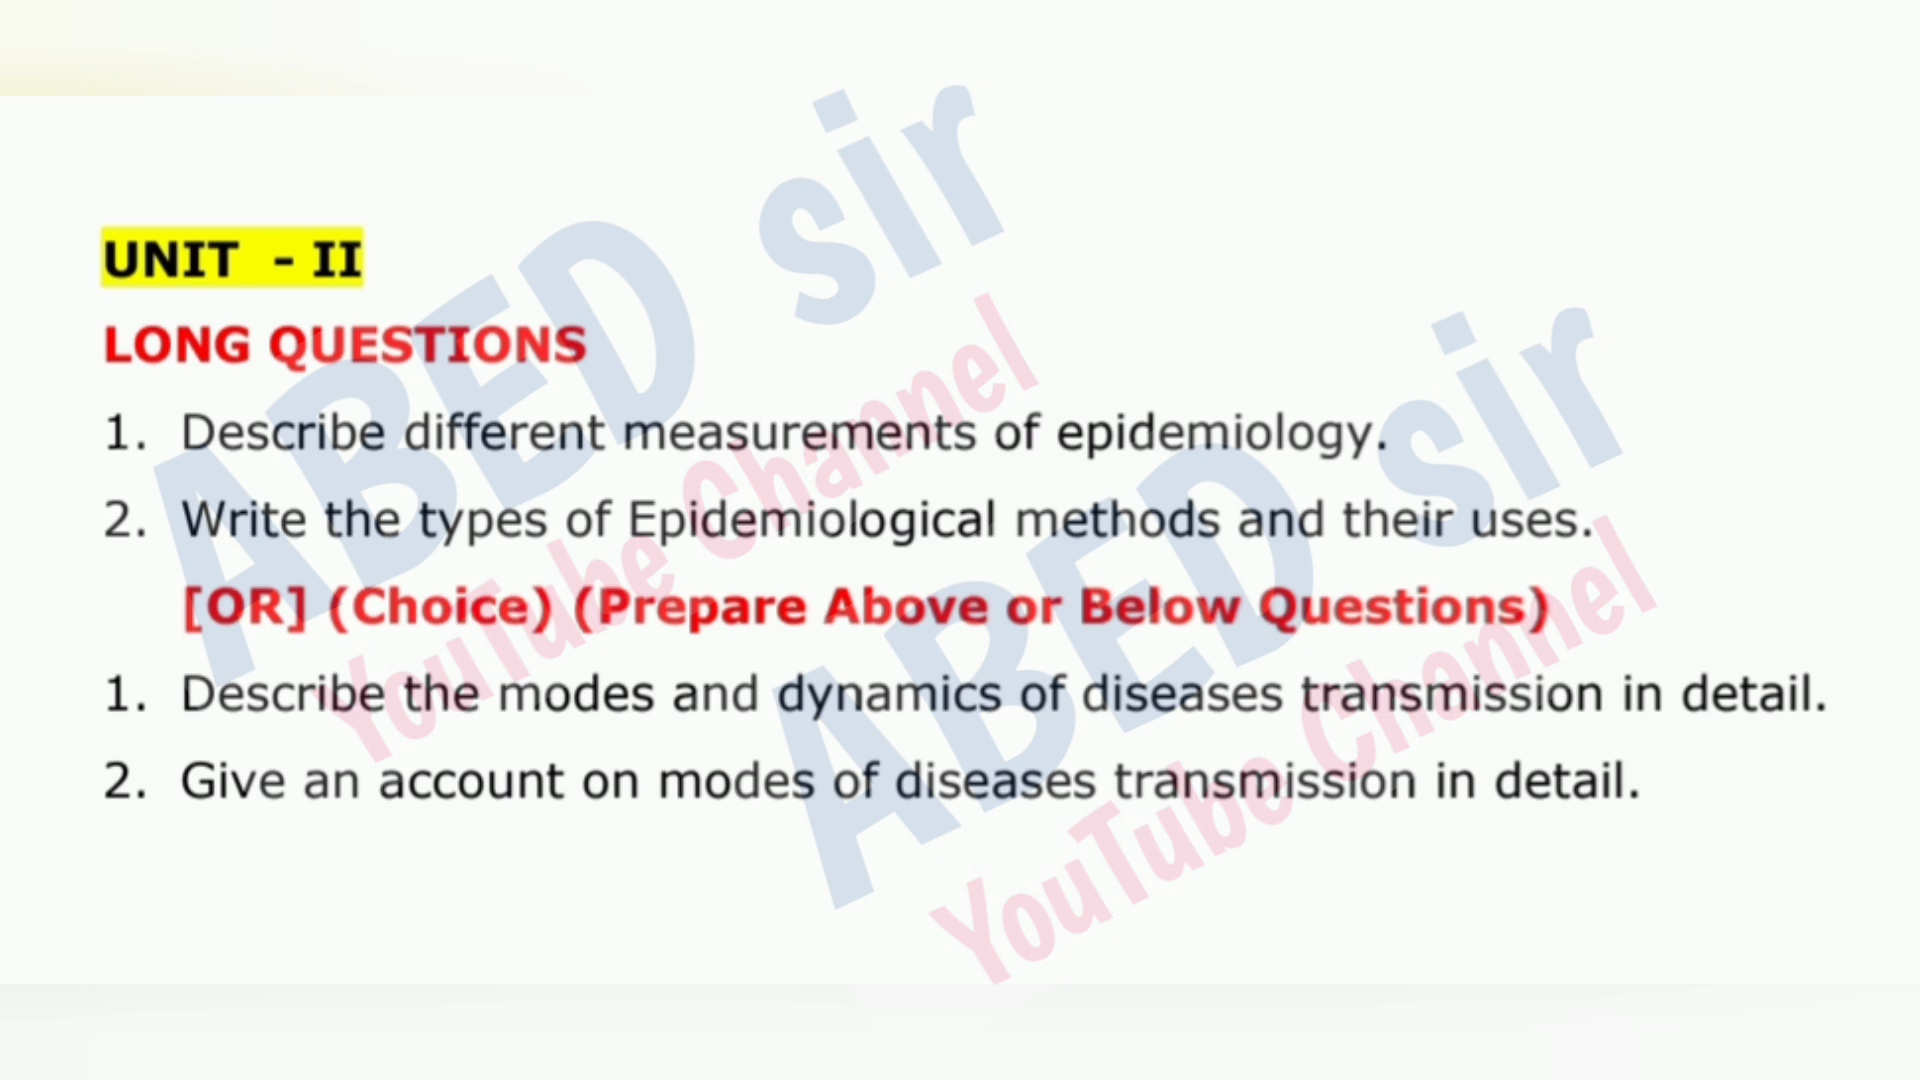 UNIT - II
LONG QUESTIONS
1. Describe different measurements of epidemiology.
2. Write the types of Epidemiological methods and their uses.
[OR] (Choice) (Prepare Above or Below Questions)
1. Describe the modes and dynamics of diseases transmission in detail.
2. Give an account on modes of diseases transmission in detail.
ABED sir
YouTube Channel
ABED sir
YouTube Channel